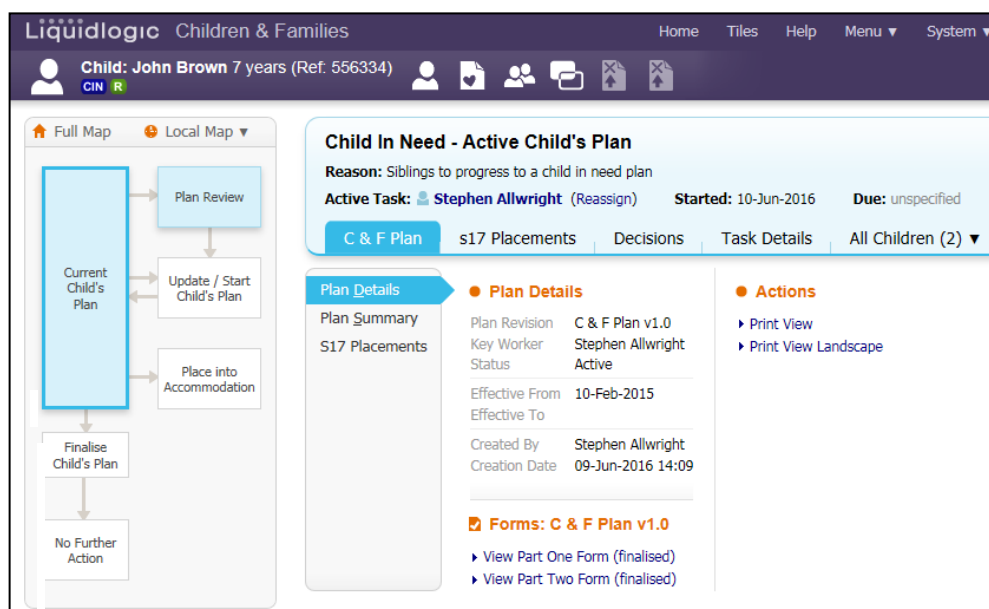 Liquidlogic Children & Families
Home Tiles Help Menu ▼ System ▼
Child: John Brown 7 years (Ref: 556334)
CIN R
Full Map Local Map ▼
Current
Child's
Plan
Plan Review
Update / Start
Child's Plan
Place into
Accommodation
Finalise
Child's Plan
No Further
Action
Child In Need - Active Child's Plan
Reason: Siblings to progress to a child in need plan
Active Task: Stephen Allwright (Reassign) Started: 10-Jun-2016 Due: unspecified
C & F Plan s17 Placements Decisions Task Details All Children (2) ▼
Plan Details
Plan Summary
S17 Placements
Plan Details
Plan Revision C & F Plan v1.0
Key Worker Stephen Allwright
Status Active
Effective From 10-Feb-2015
Effective To
Created By Stephen Allwright
Creation Date 09-Jun-2016 14:09
Forms: C & F Plan v1.0
View Part One Form (finalised)
View Part Two Form (finalised)
Actions
Print View
Print View Landscape